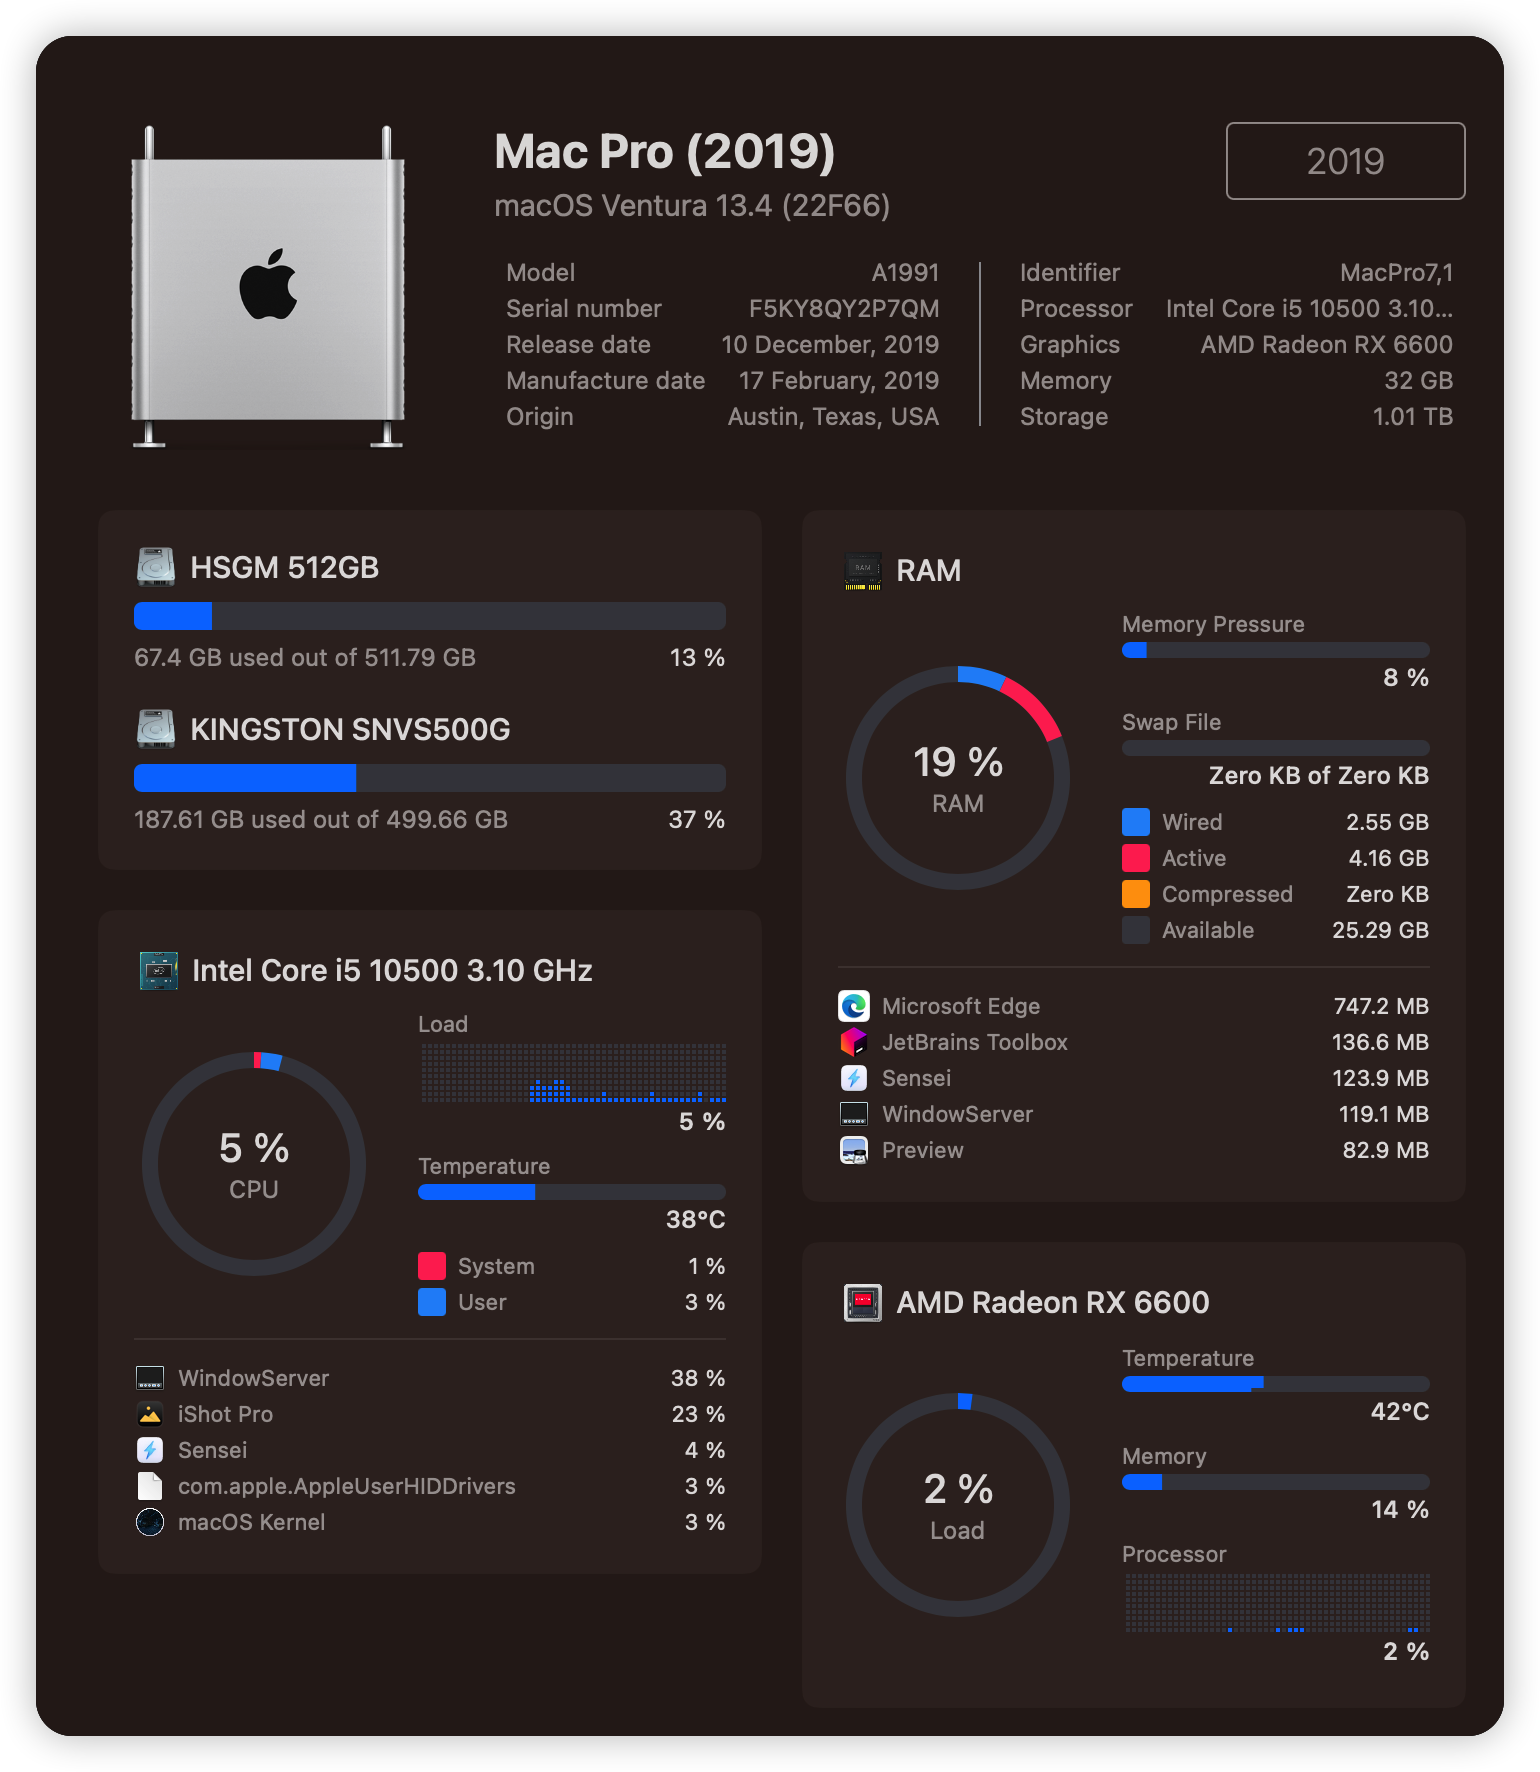 Mac Pro (2019)
2019
macOS Ventura 13.4 (22F66)
Model A1991
Serial number F5KY8QY2P7QM
Release date 10 December, 2019
Manufacture date 17 February, 2019
Origin Austin, Texas, USA
Identifier MacPro7,1
Processor Intel Core i5 10500 3.10...
Graphics AMD Radeon RX 6600
Memory 32 GB
Storage 1.01 TB
HSGM 512GB
67.4 GB used out of 511.79 GB 13 %
KINGSTON SNVS500G
187.61 GB used out of 499.66 GB 37 %
Intel Core i5 10500 3.10 GHz
Load
5 %
5 %
CPU
Temperature
38°C
System 1 %
User 3 %
WindowServer 38 %
iShot Pro 23 %
Sensei 4 %
com.apple.AppleUserHIDDrivers 3 %
macOS Kernel 3 %
RAM
RAM
Memory Pressure
8 %
Swap File
Zero KB of Zero KB
19 %
RAM
Wired 2.55 GB
Active 4.16 GB
Compressed Zero KB
Available 25.29 GB
Microsoft Edge 747.2 MB
JetBrains Toolbox 136.6 MB
Sensei 123.9 MB
WindowServer 119.1 MB
Preview 82.9 MB
AMD Radeon RX 6600
Temperature
42°C
Memory
14 %
2 %
Load
Processor
2 %